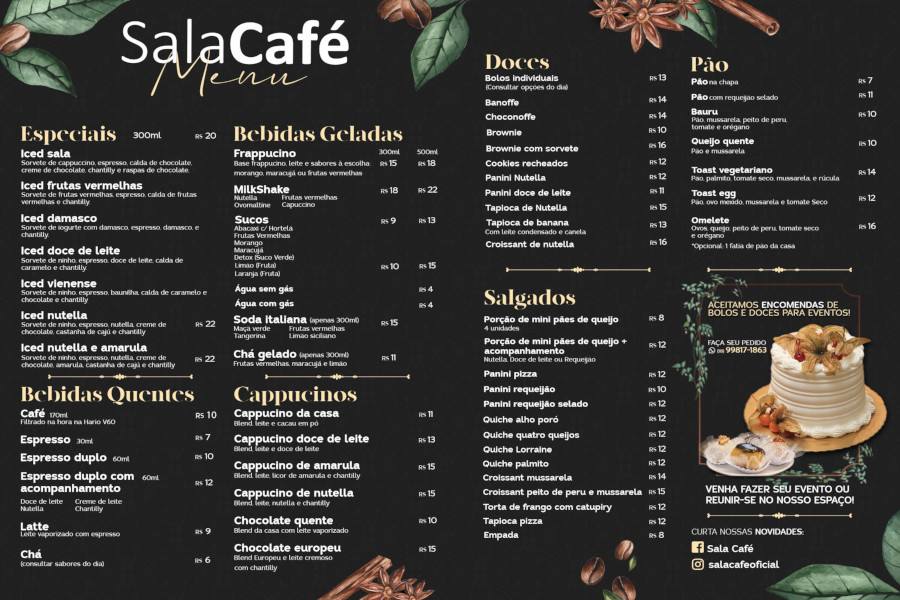 SalaCafé
Menu
Especiais 300ml R$ 20
Iced sala
Sorvete de cappuccino, espresso, calda de chocolate,
creme de chocolate, chantilly e raspas de chocolate.
Iced frutas vermelhas
Sorvete de frutas vermelhas, espresso, calda de frutas
vermelhas e chantilly
Iced damasco
Sorvete de iogurte com damasco, espresso, damasco, e
chantilly
Iced doce de leite
Sorvete de ninho, espresso, doce de leite, calda de
caramelo e chantilly
Iced vienense
Sorvete de ninho, espresso, baunilha, calda de caramelo e
chocolate e chantilly
Iced nutella
Sorvete de ninho, espresso, nutella, creme de R$ 22
chocolate, castanha de cajú e chantilly
Iced nutella e amarula
Sorvete de ninho, espresso, nutella, creme de R$ 22
chocolate, amarula, castanha de cajú e chantilly
Bebidas Quentes
Café 170ml R$ 10
Filtrado na hora na Hario V60
Espresso 30ml R$ 7
Espresso duplo 60ml R$ 10
Espresso duplo com 60ml
acompanhamento R$ 12
Doce de leite Creme de leite
Nutella Chantilly
Latte R$ 9
Leite vaporizado com espresso
Chá R$ 6
(consultar sabores do dia)
Bebidas Geladas
Frappucino 300ml 500ml
Base frappucino, leite e sabores à escolha R$ 15 R$ 18
morango, maracujá ou frutas vermelhas
MilkShake R$ 18 R$ 22
Nutella Frutas vermelhas
Ovomaltine Capuccino
Sucos R$ 9 R$ 13
Abacaxi c/ Hortelã
Frutas Vermelhas
Morango
Maracujá
Detox (Suco Verde)
Limão (Fruta) R$ 10 R$ 15
Laranja (Fruta)
Água sem gás R$ 4
Água com gás R$ 4
Soda italiana (apenas 300ml) R$ 15
Maça verde Frutas vermelhas
Tangerina Limão siciliano
Chá gelado (apenas 300ml) R$ 11
Frutas vermelhas, maracujá e limão
Cappucinos
Cappucino da casa R$ 11
Blend, leite e cacau em pó
Cappucino doce de leite R$ 13
Blend, leite e doce de leite
Cappucino de amarula R$ 15
Blend, leite, licor de amarula e chantilly
Cappucino de nutella R$ 15
Blend, leite, nutella e chantilly
Chocolate quente R$ 10
Blend da casa com leite vaporizado
Chocolate europeu R$ 15
Blend Europeu e leite cremoso
com chantilly
Doces
Bolos individuais R$ 13
(Consultar opções do dia)
Banoffe R$ 14
Choconoffe R$ 14
Brownie R$ 10
Brownie com sorvete R$ 16
Cookies recheados R$ 12
Panini Nutella R$ 12
Panini doce de leite R$ 11
Tapioca de Nutella R$ 15
Tapioca de banana R$ 13
Com leite condensado e canela
Croissant de nutella R$ 16
Salgados
Porção de mini pães de queijo R$ 8
4 unidades
Porção de mini pães de queijo +
acompanhamento R$ 12
Nutella, Doce de leite ou Requeijão
Panini pizza R$ 12
Panini requeijão R$ 10
Panini requeijão selado R$ 12
Quiche alho poró R$ 12
Quiche quatro queijos R$ 12
Quiche Lorraine R$ 12
Quiche palmito R$ 12
Croissant mussarela R$ 14
Croissant peito de peru e mussarela R$ 15
Torta de frango com catupiry R$ 12
Tapioca pizza R$ 12
Empada R$ 8
Pão
Pão na chapa R$ 7
Pão com requeijão selado R$ 11
Bauru R$ 10
Pão, mussarela, peito de peru,
tomate e orégano
Queijo quente R$ 10
Pão e mussarela
Toast vegetariano R$ 14
Pão, palmito, tomate seco, mussarela, e rúcula
Toast egg R$ 12
Pão, ovo mexido, mussarela e tomate Seco
Omelete
Ovos, queijo, peito de peru, tomate seco R$ 16
e orégano
*Opcional: 1 fatia de pão da casa
ACEITAMOS ENCOMENDAS DE
BOLOS E DOCES PARA EVENTOS!
FAÇA SEU PEDIDO
99817-1863
VENHA FAZER SEU EVENTO OU
REUNIR-SE NO NOSSO ESPAÇO!
CURTA NOSSAS NOVIDADES:
Sala Café
salacafeoficial